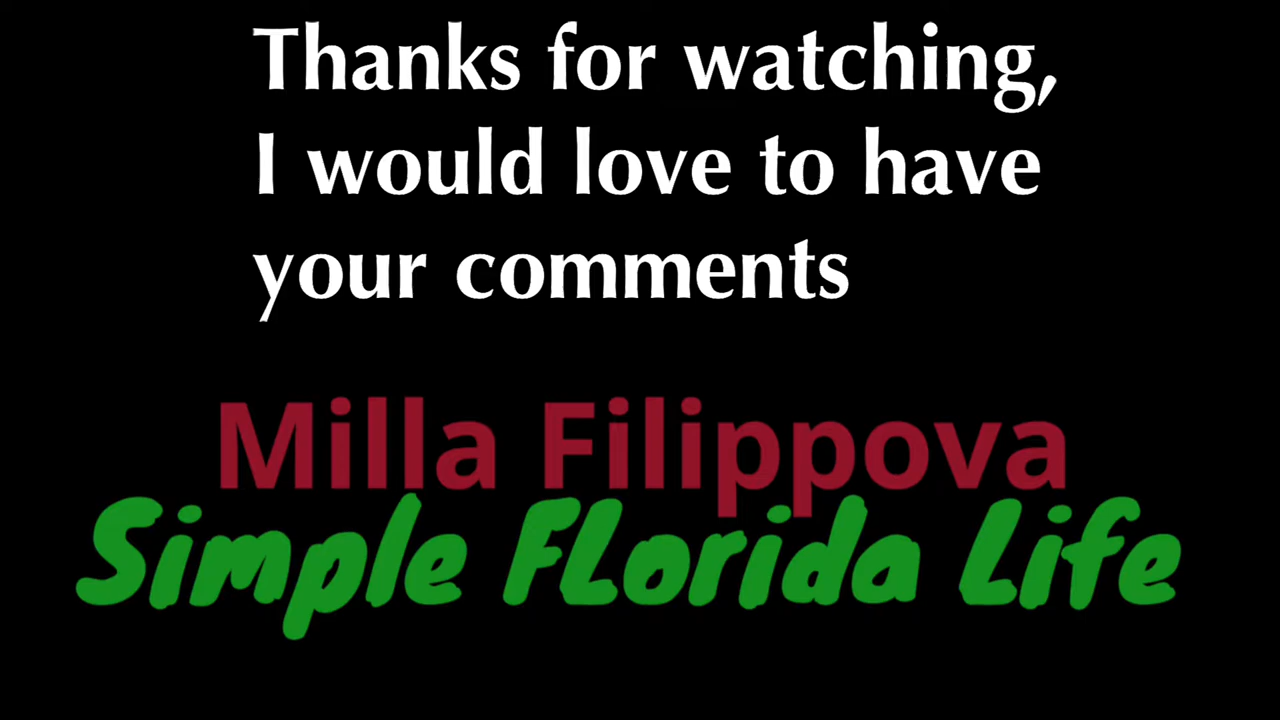 Thanks for watching,
I would love to have
your comments
Milla Filippova
Simple FLorida Life